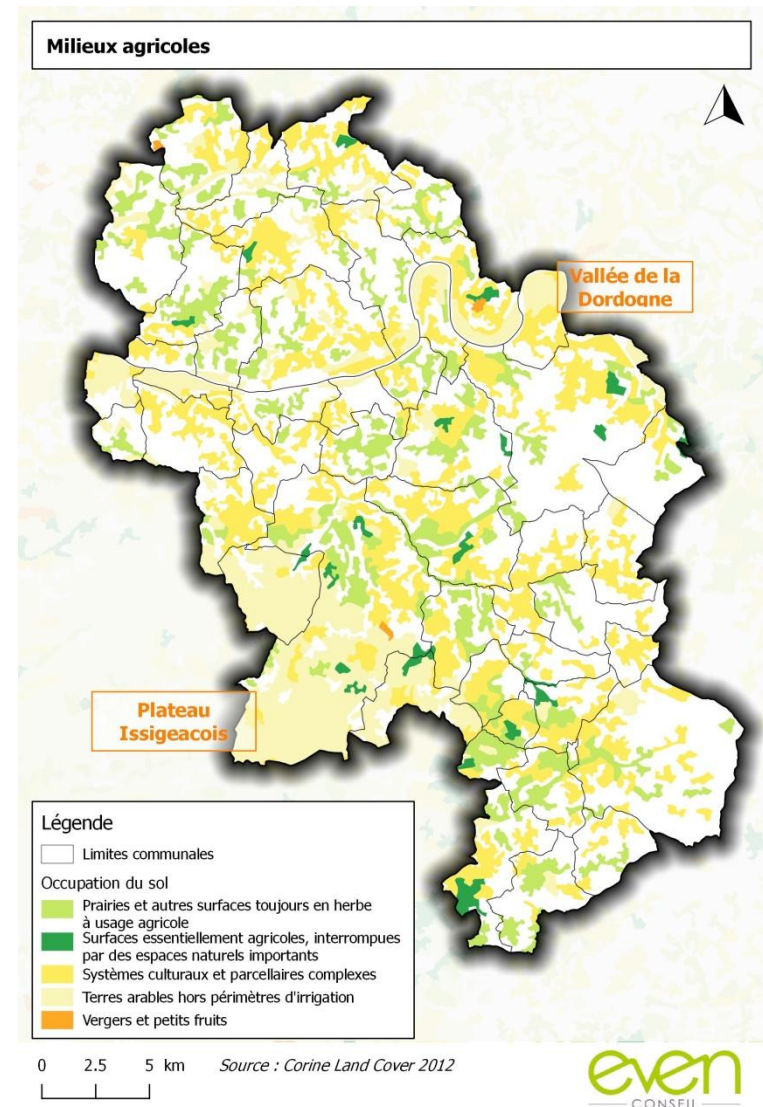 Milieux agricoles
Vallée de la
Dordogne
Plateau
Issigeacois
Légende
Limites communales
Occupation du sol
Prairies et autres surfaces toujours en herbe
à usage agricole
Surfaces essentiellement agricoles, interrompues
par des espaces naturels importants
Systèmes culturaux et parcellaires complexes
Terres arables hors périmètres d'irrigation
Vergers et petits fruits
0 2.5 5 km Source : Corine Land Cover 2012
even
CONSEIL